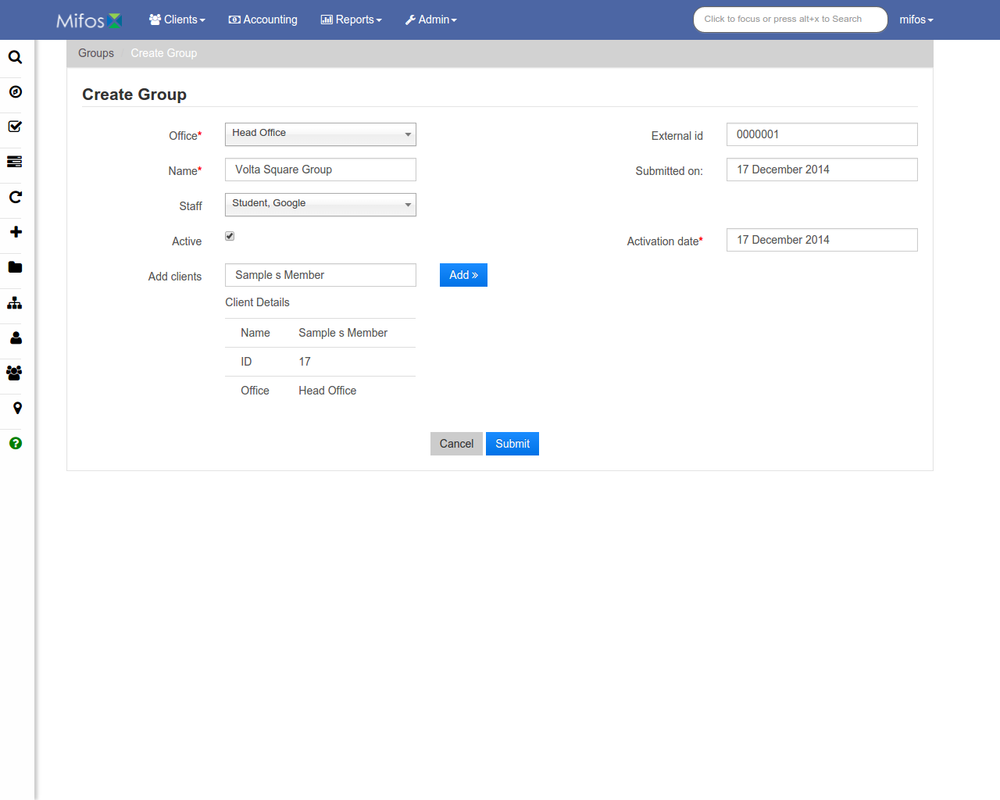 Mifos Clients Accounting Reports Admin Click to focus or press alt+x to Search mifos
Groups Create Group
Create Group
Office* Head Office External id 0000001
Name* Volta Square Group Submitted on: 17 December 2014
Staff Student, Google
Active Activation date* 17 December 2014
Add clients Sample s Member Add »
Client Details
Name Sample s Member
ID 17
Office Head Office
Cancel Submit